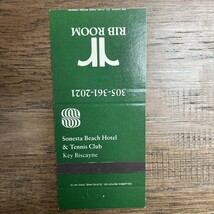 RIB ROOM
305-361-2021
Sonesta Beach Hotel
& Tennis Club
Key Biscayne